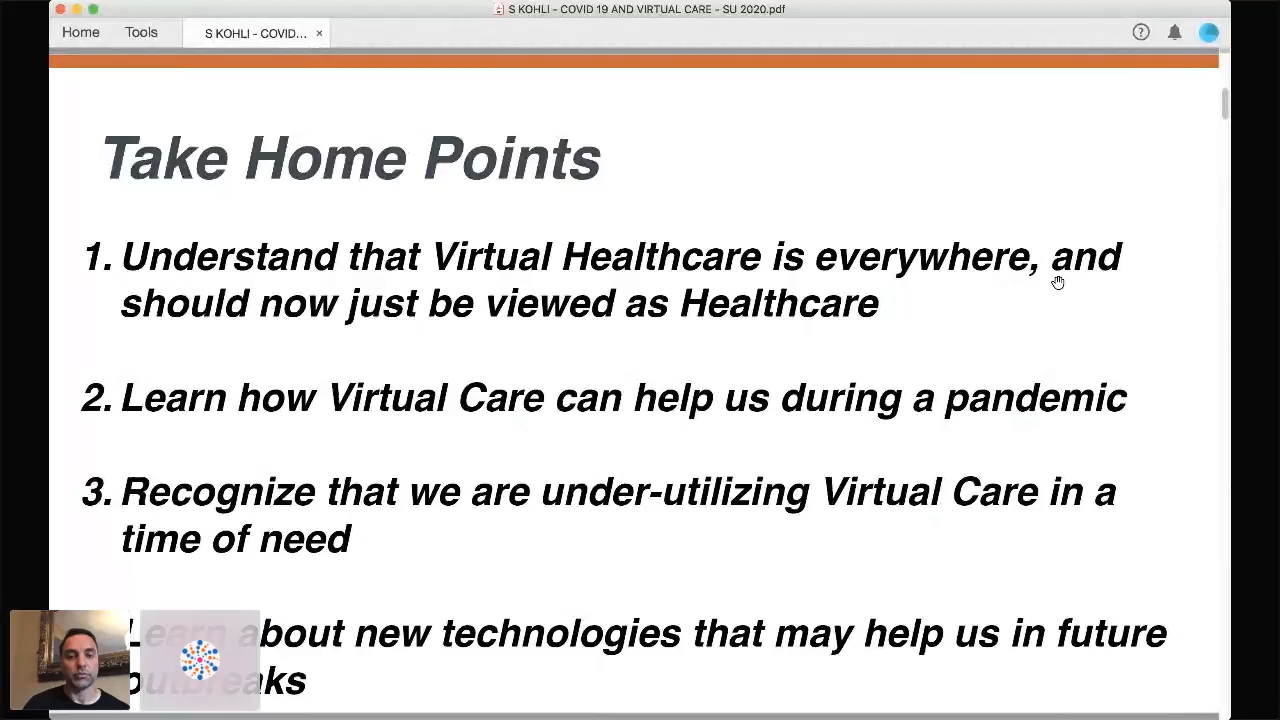 S KOHLI - COVID 19 AND VIRTUAL CARE - SU 2020.pdf
Home Tools S KOHLI - COVID... ×
Take Home Points
1. Understand that Virtual Healthcare is everywhere, and
should now just be viewed as Healthcare
2. Learn how Virtual Care can help us during a pandemic
3. Recognize that we are under-utilizing Virtual Care in a
time of need
Learn about new technologies that may help us in future
outbreaks